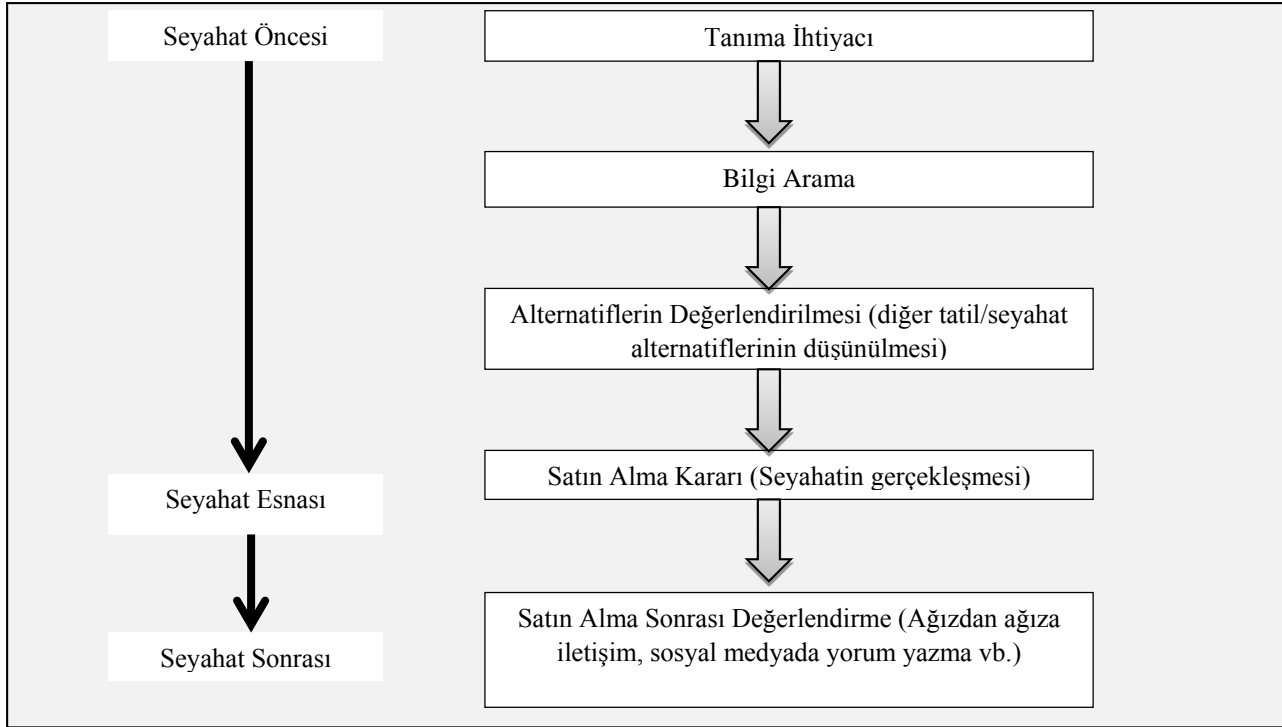 Seyahat Öncesi
Tanıma İhtiyacı
Bilgi Arama
Alternatiflerin Değerlendirilmesi (diğer tatil/seyahat
alternatiflerinin düşünülmesi)
Satın Alma Kararı (Seyahatin gerçekleşmesi)
Seyahat Esnası
Satın Alma Sonrası Değerlendirme (Ağızdan ağıza
iletişim, sosyal medyada yorum yazma vb.)
Seyahat Sonrası